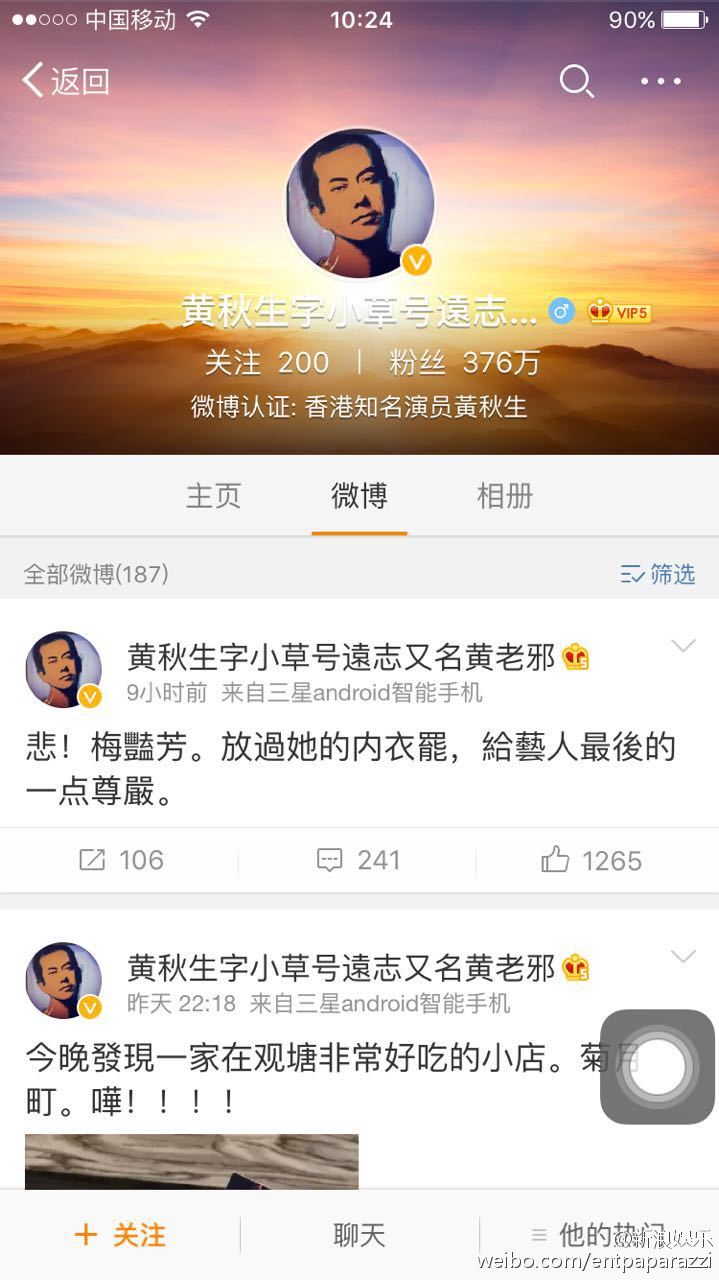 中国移动 10:24 90%
返回
黄秋生字小草号遠志... VIP5
关注 200 | 粉丝 376万
微博认证: 香港知名演员黃秋生
主页 微博 相册
全部微博(187) 筛选
黄秋生字小草号遠志又名黄老邪
9小时前 来自三星android智能手机
悲！梅豔芳。放過她的内衣罷，給藝人最後的
一点尊嚴。
106 241 1265
黄秋生字小草号遠志又名黄老邪
昨天 22:18 来自三星android智能手机
今晚發現一家在观塘非常好吃的小店。菊月
町。嘩！！！！
+ 关注 聊天 他的热门
@新浪娱乐
weibo.com/entpaparazzi